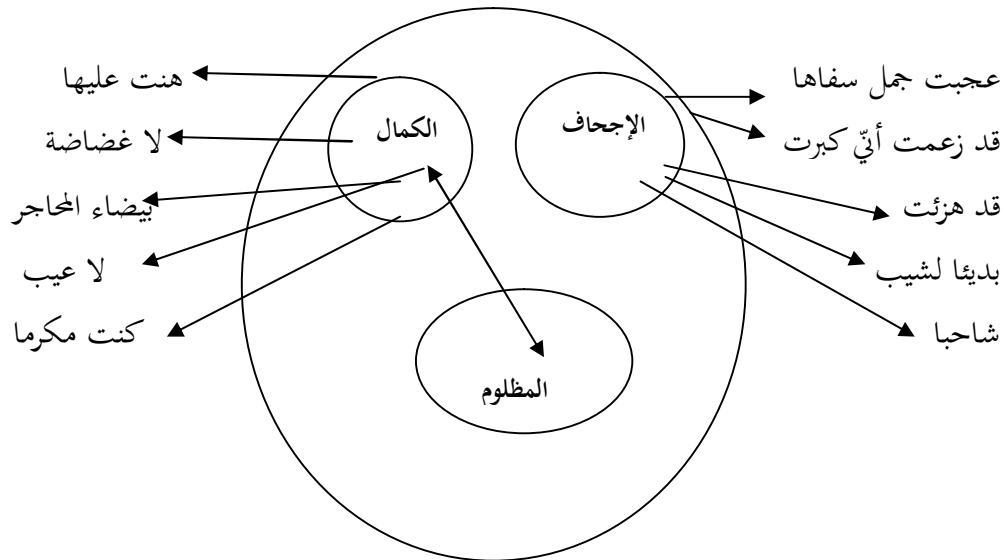 عجبت جمل سفاها
هنت عليها
الإجحاف
الكمال
قد زعمت أنيّ كبرت
لا غضاضة
قد هزئت
بيضاء المحاجر
بديئا لشيب
لا عيب
شاحبا
كنت مكرما
المظلوم